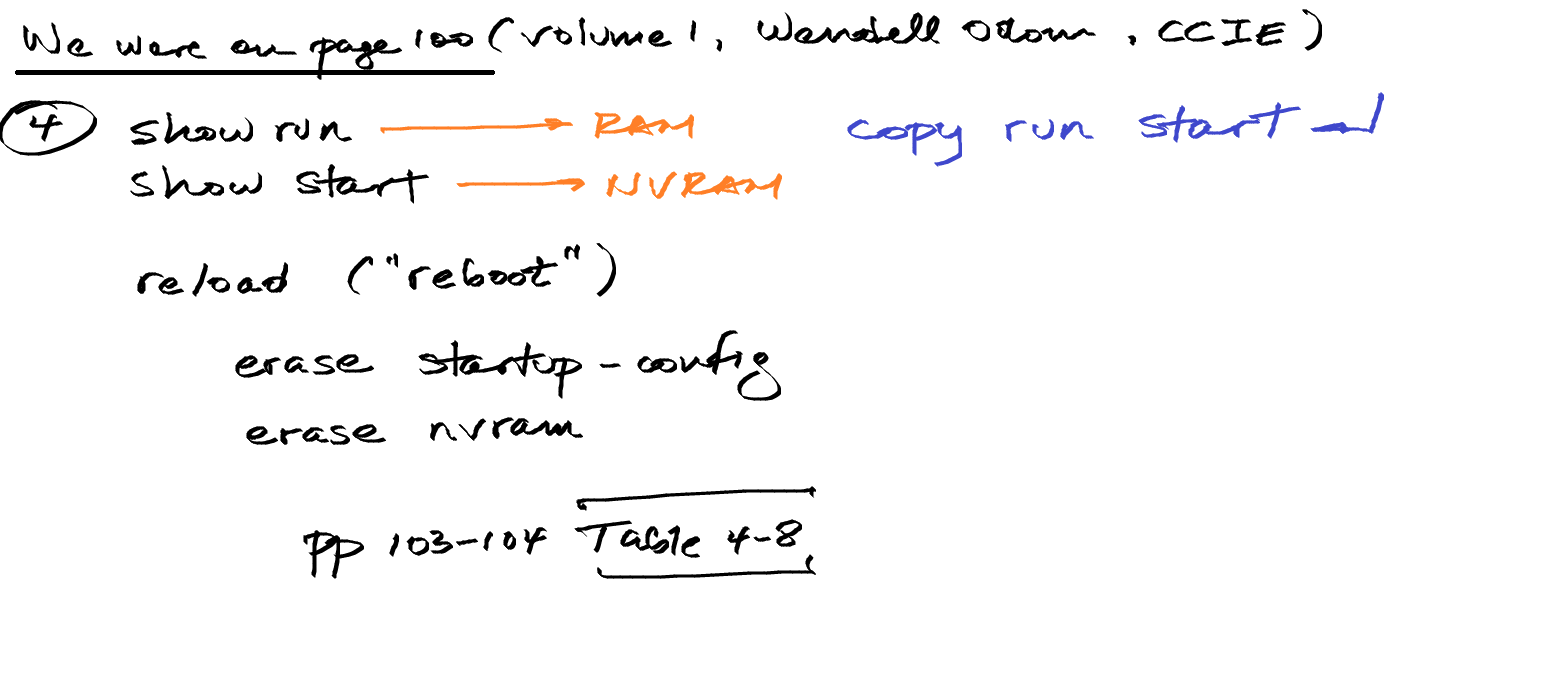 We were on page 100 (volume 1, Wendell Odom, CCIE)
4 show run → RAM copy run start ↵
show start → NVRAM
reload ("reboot")
erase startup-config
erase nvram
pp 103-104 Table 4-8